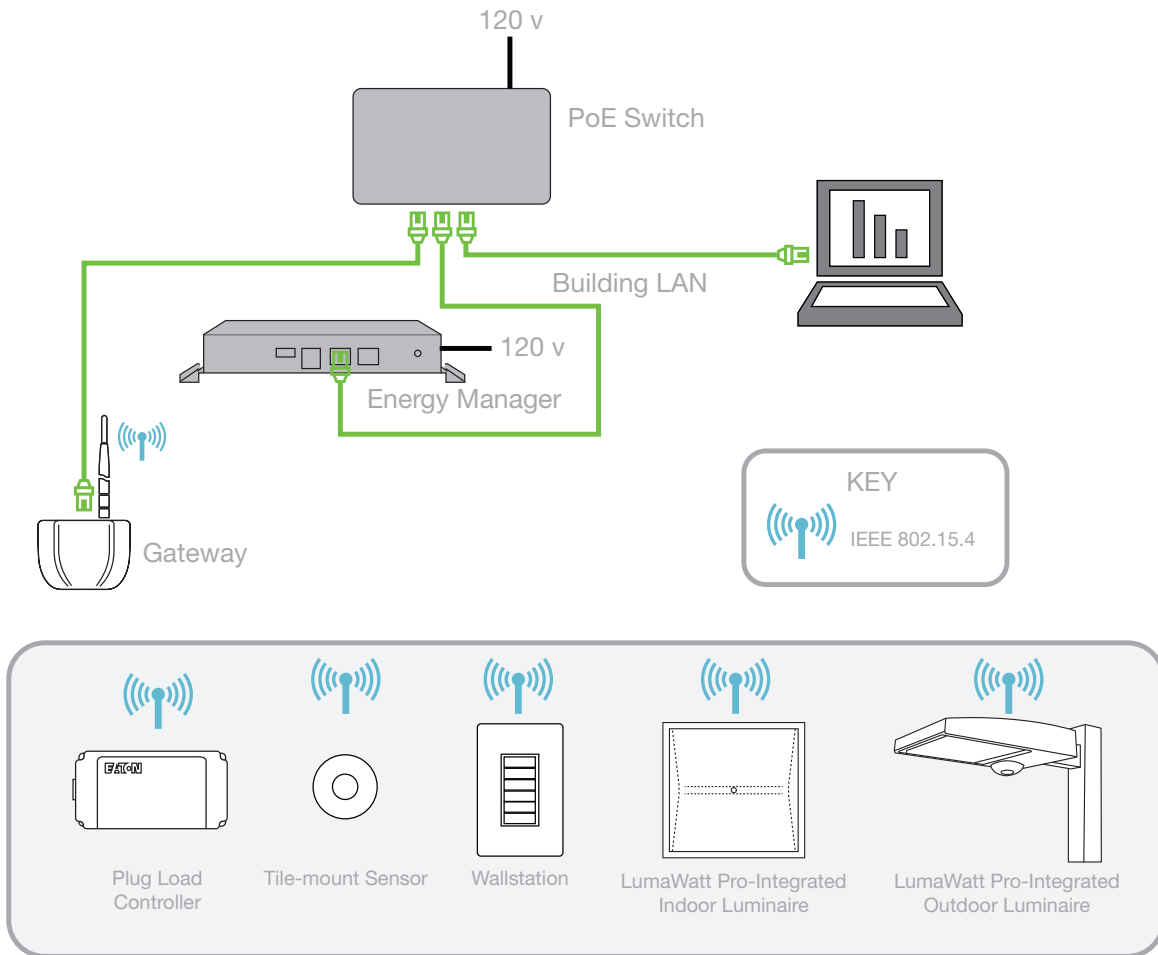 120 v
PoE Switch
Building LAN
120 v
Energy Manager
Gateway
KEY
IEEE 802.15.4
EATON
Plug Load
Controller
Tile-mount Sensor
Wallstation
LumaWatt Pro-Integrated
Indoor Luminaire
LumaWatt Pro-Integrated
Outdoor Luminaire